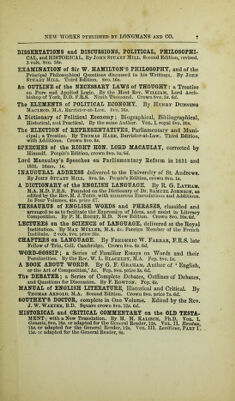 NEW WORKS PUBLISHED BY LONGMANS AND CO. 7
DISSERTATIONS and DISCUSSIONS, POLITICAL, PHILOSOPHI-
CAL, and HISTORICAL. By JOHN STUART MILL. Second Edition, revised,
3 vols. 8vo. 36s.
EXAMINATION of Sir W. HAMILTON'S PHILOSOPHY, and of the
Principal Philosophical Questions discussed in his Writings. By JOHN
STUART MILL. Third Edition. 8vo. 16s.
An OUTLINE of the NECESSARY LAWS of THOUGHT: a Treatise
on Pure and Applied Logic. By the Most Rev. WILLIAM, Lord Arch-
bishop of York, D.D. F.R.S. Ninth Thousand. Crown 8vo. 5s. 6d.
The ELEMENTS of POLITICAL ECONOMY. By HENRY DUNNING
MACLEOD, M.A. Barrister-at-Law. 8vo. 16s.
A Dictionary of Political Economy; Biographical, Bibliographical,
Historical, and Practical. By the same Author. VOL. I. royal 8vo. 30s.
The ELECTION of REPRESENTATIVES, Parliamentary and Muni-
cipal; a Treatise. By THOMAS HARE, Barrister-at-Law. Third Edition,
with Additions. Crown 8vo. 6s.
SPEECHES of the RIGHT HON. LORD MACAULAY, corrected by
Himself. People's Edition, crown 8vo. 3s. 6d.
Lord Macaulay's Speeches on Parliamentary Reform in 1831 and
1832. 16mo. 1s.
INAUGURAL ADDRESS delivered to the University of St. Andrews.
By JOHN STUART MILL. 8vo. 5s. People's Edition, crown 8vo. 1s.
A DICTIONARY of the ENGLISH LANGUAGE. By R. G. LATHAM,
M.A. M.D. F.R.S. Founded on the Dictionary of Dr. SAMUEL JOHNSON, as
edited by the Rev. H. J. TODD, with numerous Emendations and Additions.
In Four Volumes, 4to. price £7.
THESAURUS of ENGLISH WORDS and PHRASES, classified and
arranged so as to facilitate the Expression of Ideas, and assist in Literary
Composition. By P. M. ROGET, M.D. New Edition. Crown 8vo. 10s. 6d.
LECTURES on the SCIENCE of LANGUAGE, delivered at the Royal
Institution. By MAX MÜLLER, M.A. &c. Foreign Member of the French
Institute. 2 vols. 8vo. price 30s.
CHAPTERS on LANGUAGE. By FREDERIC W. FARRAR, F.R.S. late
Fellow of Trin. Coll. Cambridge. Crown 8vo. 8s. 6d.
WORD-GOSSIP; a Series of Familiar Essays on Words and their
Peculiarities. By the Rev. W. L. BLACKLEY, M.A. Fcp. 8vo. 5s.
A BOOK ABOUT WORDS. By G. F. GRAHAM, Author of 'English,
or the Art of Composition,' &c. Fcp. 8vo. price 3s. 6d.
The DEBATER; a Series of Complete Debates, Outlines of Debates,
and Questions for Discussion. By F. ROWTON. Fcp. 6s.
MANUAL of ENGLISH LITERATURE, Historical and Critical. By
THOMAS ARNOLD, M.A. Second Edition. Crown 8vo. price 7s. 6d.
SOUTHEY'S DOCTOR, complete in One Volume. Edited by the Rev.
J. W. WARTER, B.D. Square crown 8vo. 12s. 6d.
HISTORICAL and CRITICAL COMMENTARY on the OLD TESTA-
MENT; with a New Translation. By M. M. KALISCH, Ph.D. VOL. I.
Genesis, 8vo. 18s. or adapted for the General Reader, 12s. VOL. II. Exodus,
15s. or adapted for the General Reader, 12s. VOL. III. Leviticus, PART I.
15s. or adapted for the General Reader, 8s.